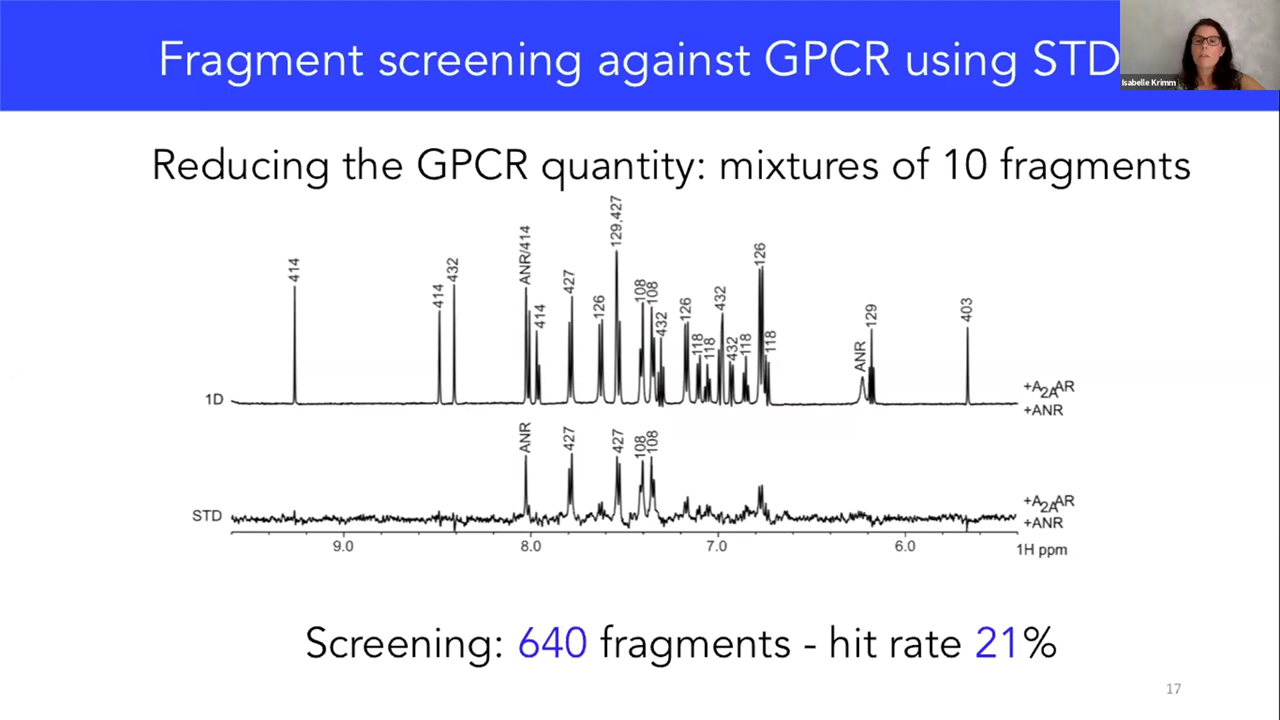 Fragment screening against GPCR using STD
Isabelle Krimm
Reducing the GPCR quantity: mixtures of 10 fragments
414
414
432
ANR/414
414
427
126
129,427
108
108
432
126
118
118
432
432
118
126
118
ANR
129
403
1D
+A2AAR
+ANR
ANR
427
427
108
108
STD
+A2AAR
+ANR
9.0
8.0
7.0
6.0
1H ppm
Screening: 640 fragments - hit rate 21%
17